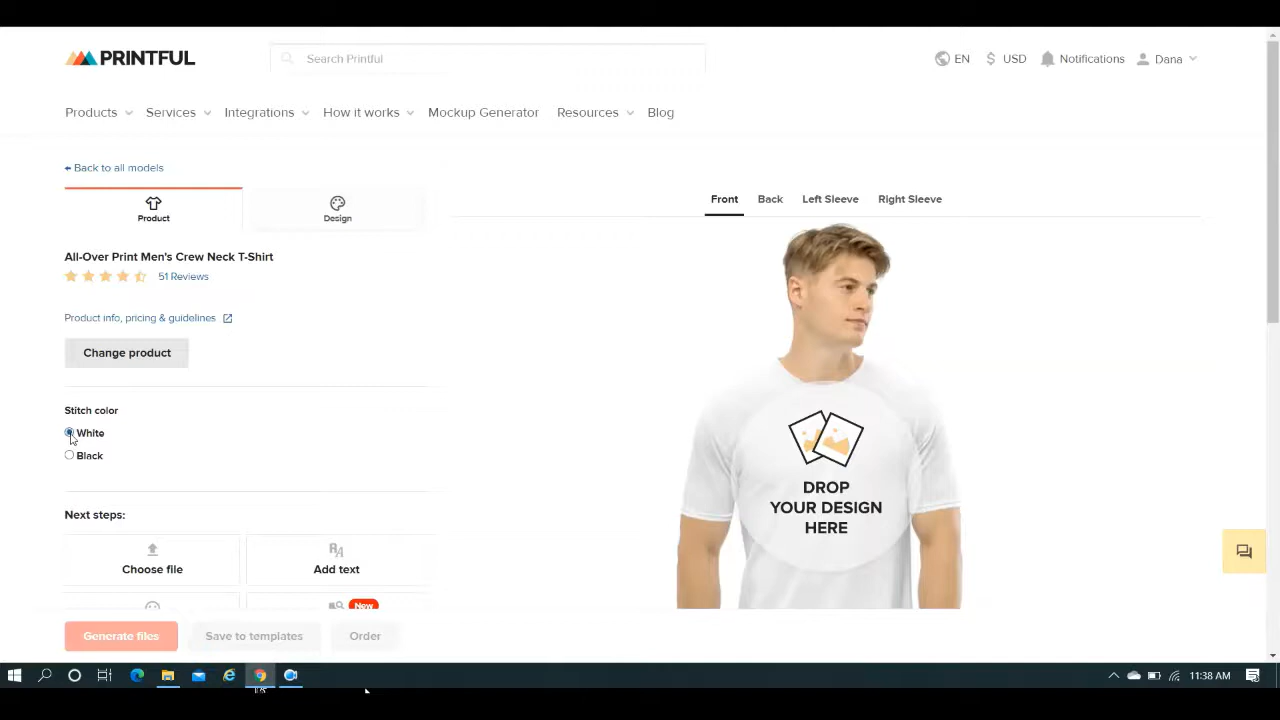 PRINTFUL
Search Printful
EN
USD
Notifications
Dana
Products
Services
Integrations
How it works
Mockup Generator
Resources
Blog
Back to all models
Product
Design
Front
Back
Left Sleeve
Right Sleeve
All-Over Print Men's Crew Neck T-Shirt
51 Reviews
Product info, pricing & guidelines
Change product
Stitch color
White
Black
DROP
YOUR DESIGN
HERE
Next steps:
Choose file
Add text
New
Generate files
Save to templates
Order
11:38 AM